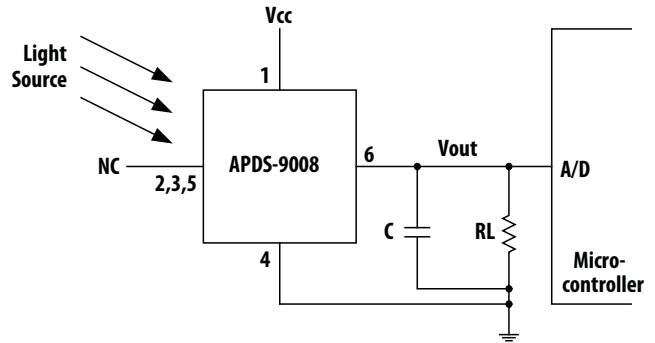 Vcc
Light
Source
1
NC
2,3,5
APDS-9008
6
Vout
A/D
C
RL
4
Micro-
controller